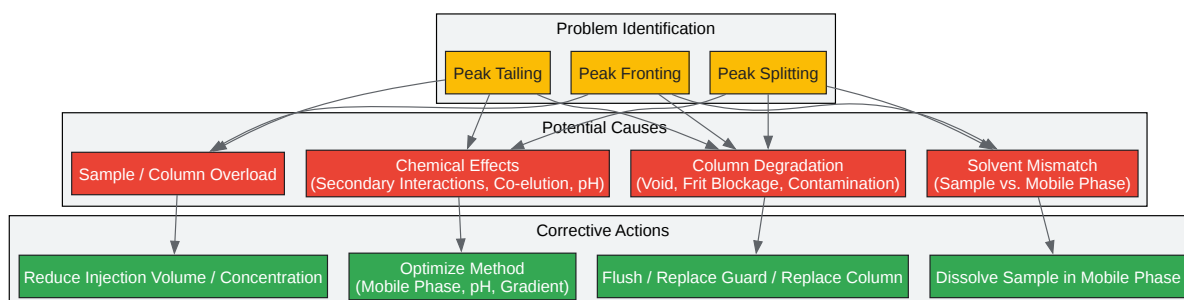 Problem Identification
Peak Tailing
Peak Fronting
Peak Splitting
Potential Causes
Sample / Column Overload
Chemical Effects
(Secondary Interactions, Co-elution, pH)
Column Degradation
(Void, Frit Blockage, Contamination)
Solvent Mismatch
(Sample vs. Mobile Phase)
Corrective Actions
Reduce Injection Volume / Concentration
Optimize Method
(Mobile Phase, pH, Gradient)
Flush / Replace Guard / Replace Column
Dissolve Sample in Mobile Phase